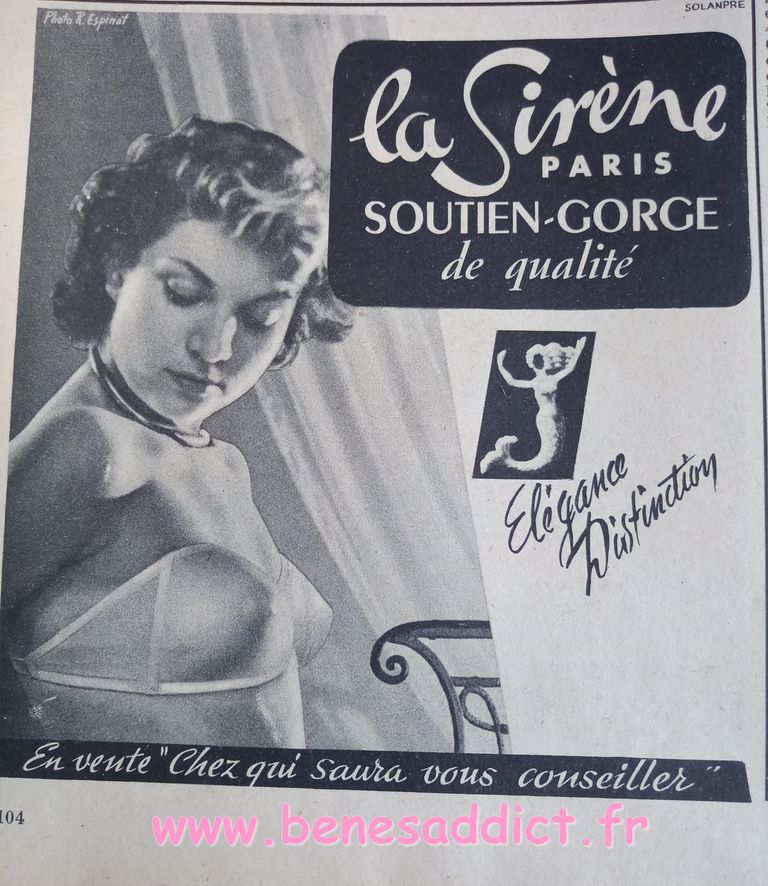 SOLANPRE
Photo R. Espinat
la Sirène
PARIS
SOUTIEN-GORGE
de qualité
Elégance
Distinction
En vente "Chez qui saura vous conseiller"
104
www.benesaddict.fr